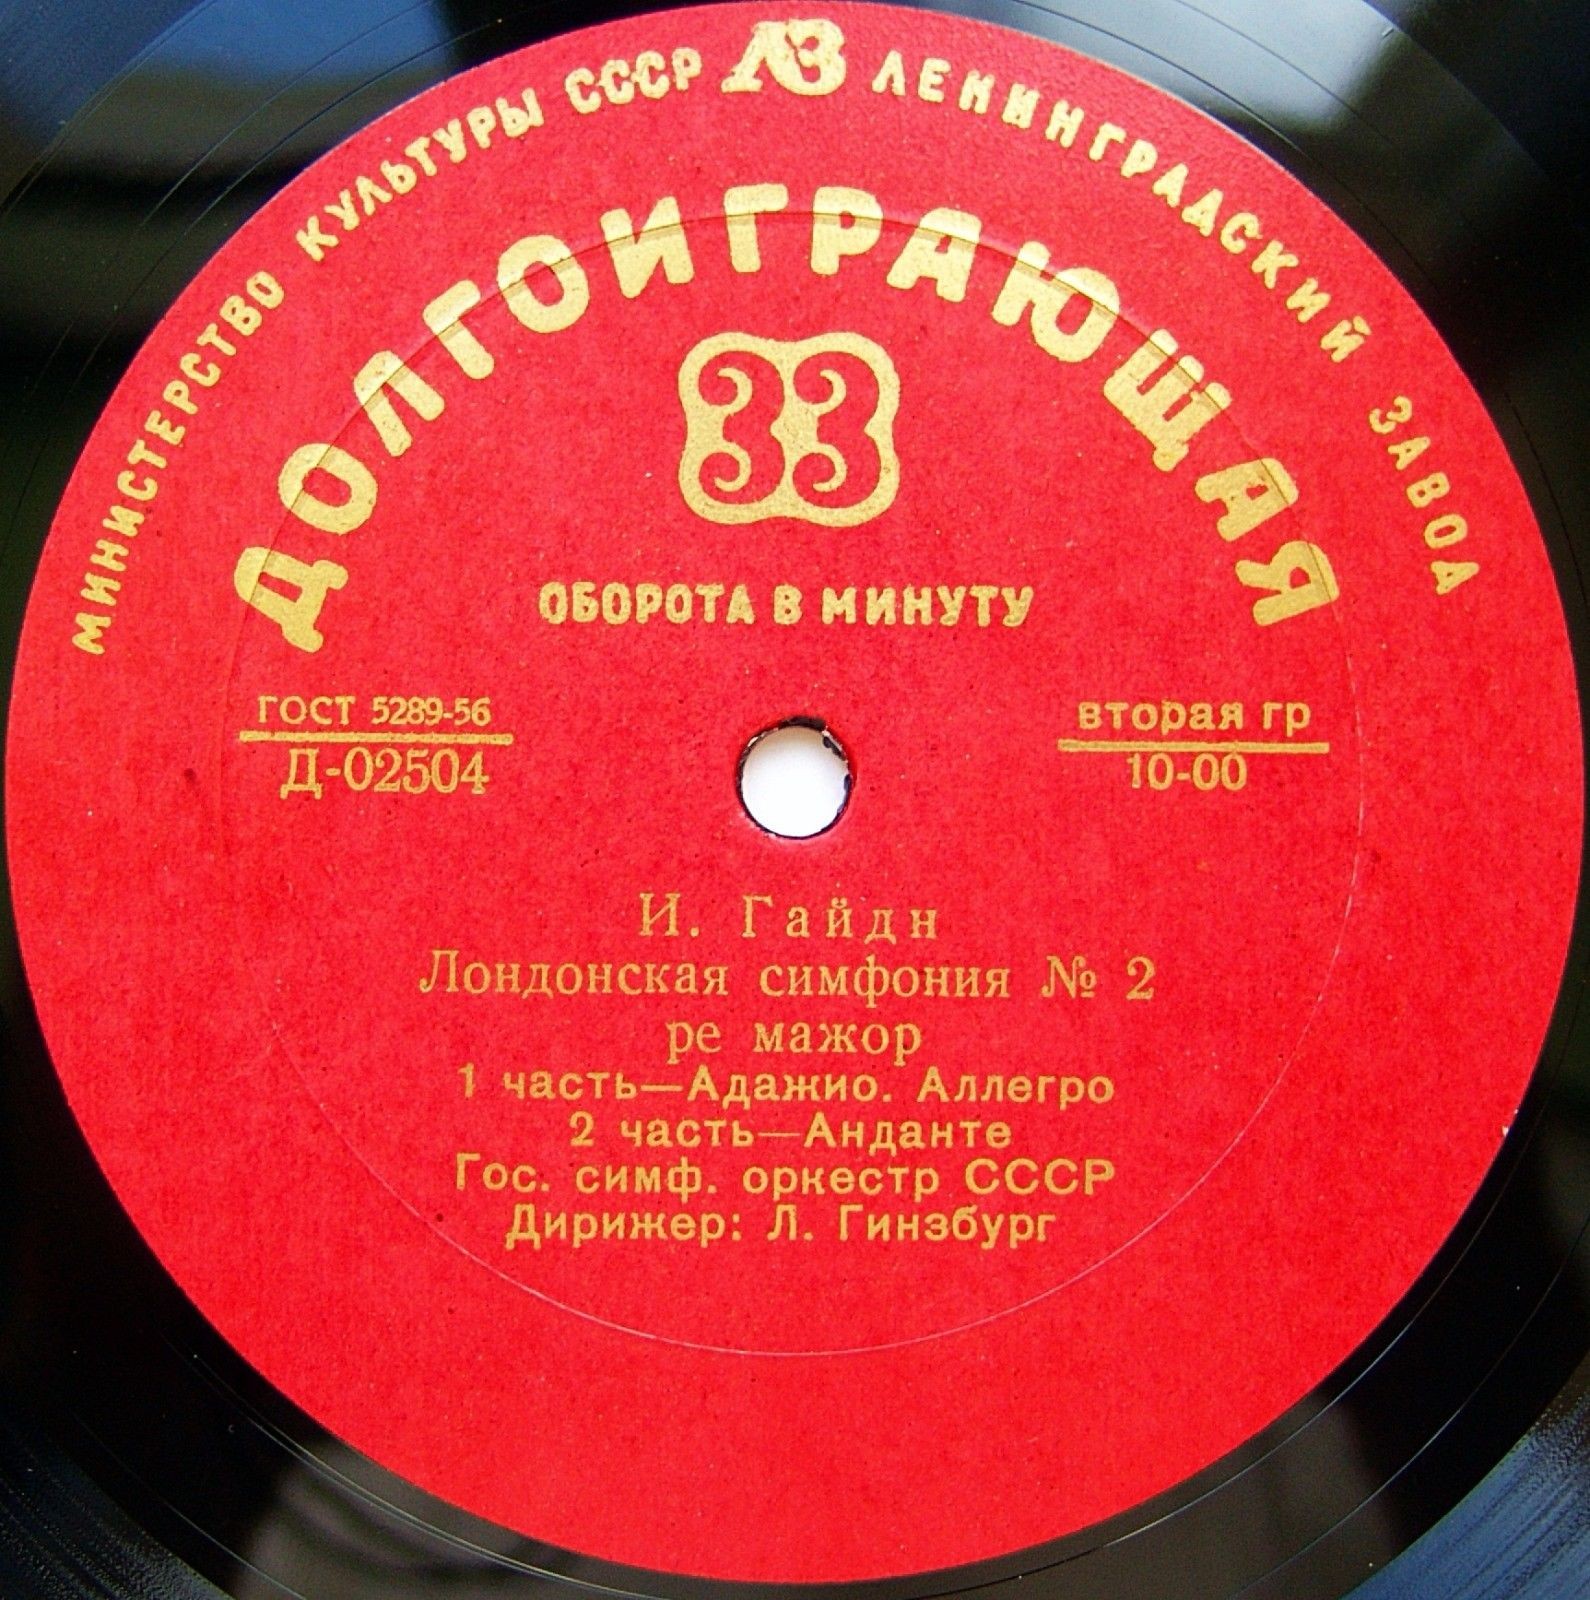 МИНИСТЕРСТВО КУЛЬТУРЫ СССР ЛЗ ЛЕНИНГРАДСКИЙ ЗАВОД
ДОЛГОИГРАЮЩАЯ
33
ОБОРОТА В МИНУТУ
ГОСТ 5289-56
Д-02504
вторая гр
10-00
И. Гайдн
Лондонская симфония № 2
ре мажор
1 часть—Адажио. Аллегро
2 часть—Анданте
Гос. симф. оркестр СССР
Дирижер: Л. Гинзбург